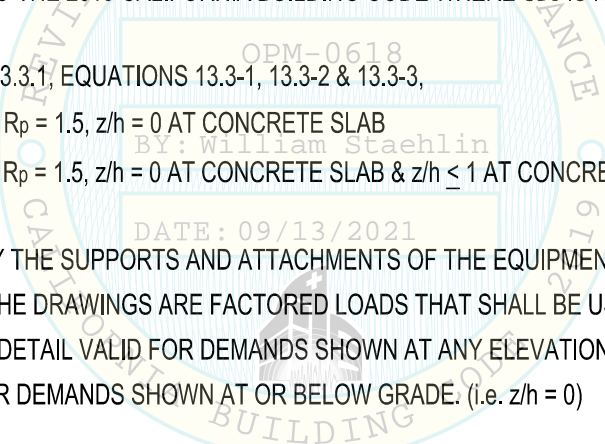 OPM-0618
3.3.1, EQUATIONS 13.3-1, 13.3-2 & 13.3-3,
Rp = 1.5, z/h = 0 AT CONCRETE SLAB
BY: William Staehlin
Rp = 1.5, z/h = 0 AT CONCRETE SLAB & z/h ≤ 1 AT CONCRE
DATE: 09/13/2021
Y THE SUPPORTS AND ATTACHMENTS OF THE EQUIPMEN
HE DRAWINGS ARE FACTORED LOADS THAT SHALL BE U
DETAIL VALID FOR DEMANDS SHOWN AT ANY ELEVATION
R DEMANDS SHOWN AT OR BELOW GRADE. (i.e. z/h = 0)
CALIFORNIA BUILDING CODE 2019